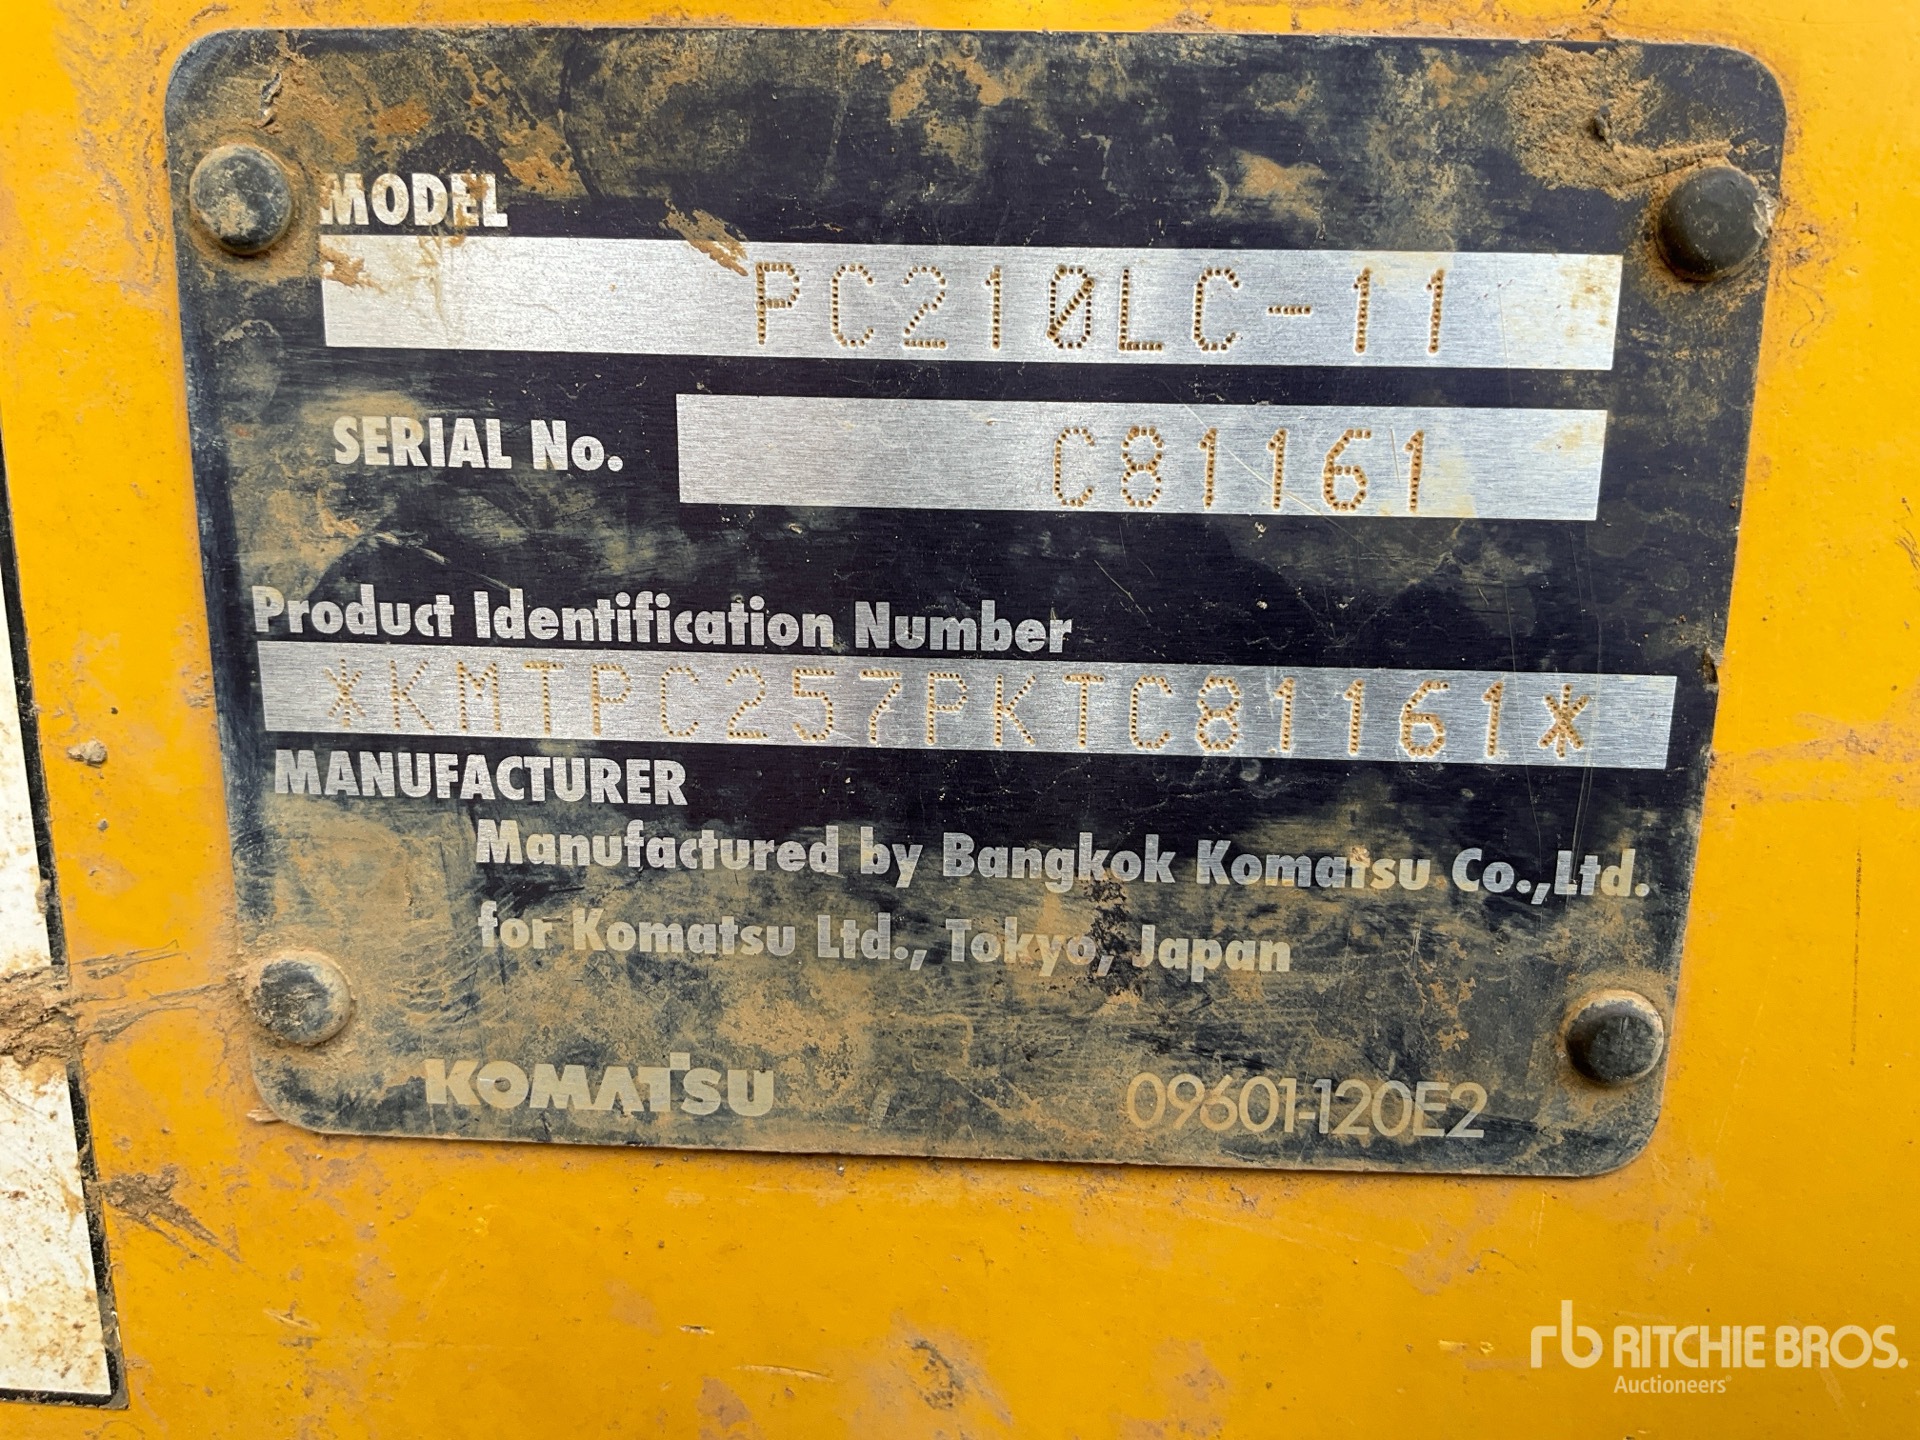 MODEL
PC210LC-11
SERIAL No. C81161
Product Identification Number
*KMTPC257PKTC81161*
MANUFACTURER
Manufactured by Bangkok Komatsu Co.,Ltd.
for Komatsu Ltd., Tokyo, Japan
KOMATSU 09601-120E2
rb RITCHIE BROS.
Auctioneers